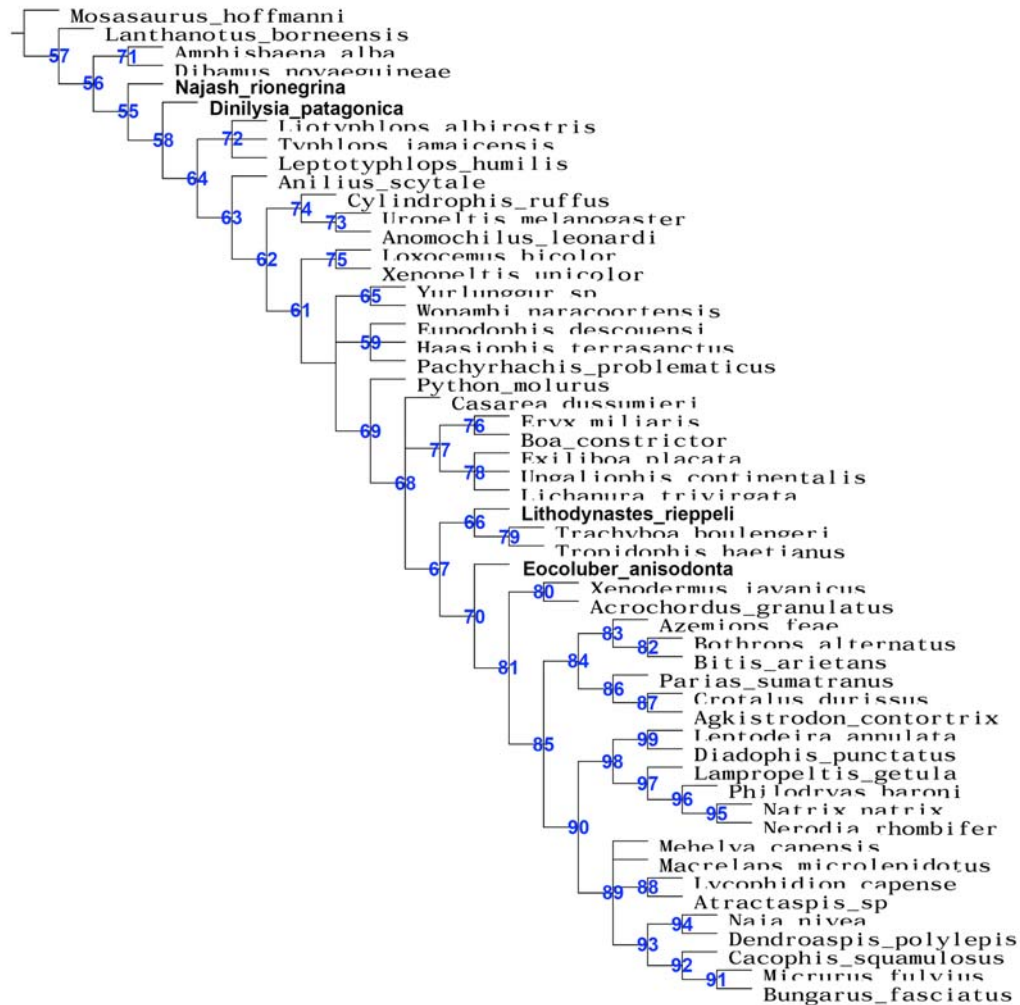 Mosasaurus_hoffmanni
Lanthanotus_borneensis
57
71 Amphisbaena_alba
Dibamus_novaeguineae
56
Najash_rionegrina
55
Dinilysia_patagonica
58
Liotyphlops_albirostris
72 Typhlops_jamaicensis
Leptotyphlops_humilis
64
Anilius_scytale
Cylindrophis_ruffus
74
63
73 Uropeltis_melanogaster
Anomochilus_leonardi
62
75 Loxocemus_bicolor
Xenopeltis_unicolor
65 Yurlunggur_sp
61
Wonambi_naracoortensis
Eupodophis_descouensi
59 Haasiophis_terrasanctus
Pachyrhachis_problematicus
Python_molurus
Casarea_dussumieri
69
76 Eryx_miliaris
Boa_constrictor
77
Exiliboa_placata
78 Ungaliophis_continentalis
68
Lichanura_trivirgata
Lithodynastes_rieppeli
66
79 Trachyboa_boulengeri
Tropidophis_haetianus
67
Eocoluber_anisodonta
80 Xenodermus_javanicus
Acrochordus_granulatus
70
Azemiops_feae
83
82 Bothrops_alternatus
Bitis_arietans
84
81
Parias_sumatranus
86
87 Crotalus_durissus
Agkistrodon_contortrix
99 Leptodeira_annulata
85
Diadophis_punctatus
98
Lampropeltis_getula
97
Philodryas_baroni
96
95 Natrix_natrix
Nerodia_rhombifer
90
Mehelya_capensis
Macrelaps_microlepidotus
89 88 Lycophidion_capense
Atractaspis_sp
94 Naja_nivea
Dendroaspis_polylepis
93
Cacophis_squamulosus
92
91 Micrurus_fulvius
Bungarus_fasciatus